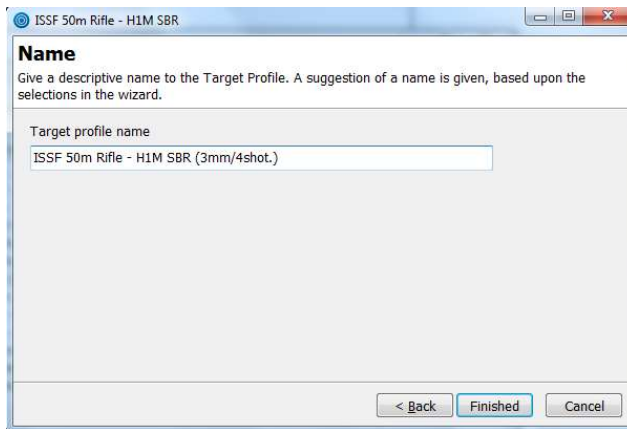 ISSF 50m Rifle - H1M SBR
Name
Give a descriptive name to the Target Profile. A suggestion of a name is given, based upon the
selections in the wizard.
Target profile name
ISSF 50m Rifle - H1M SBR (3mm/4shot.)
< Back Finished Cancel